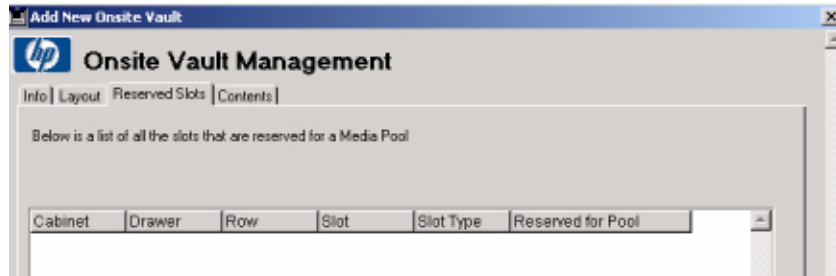 Add New Onsite Vault
hp Onsite Vault Management
Info Layout Reserved Slots Contents
Below is a list of all the slots that are reserved for a Media Pool
Cabinet Drawer Row Slot Slot Type Reserved for Pool